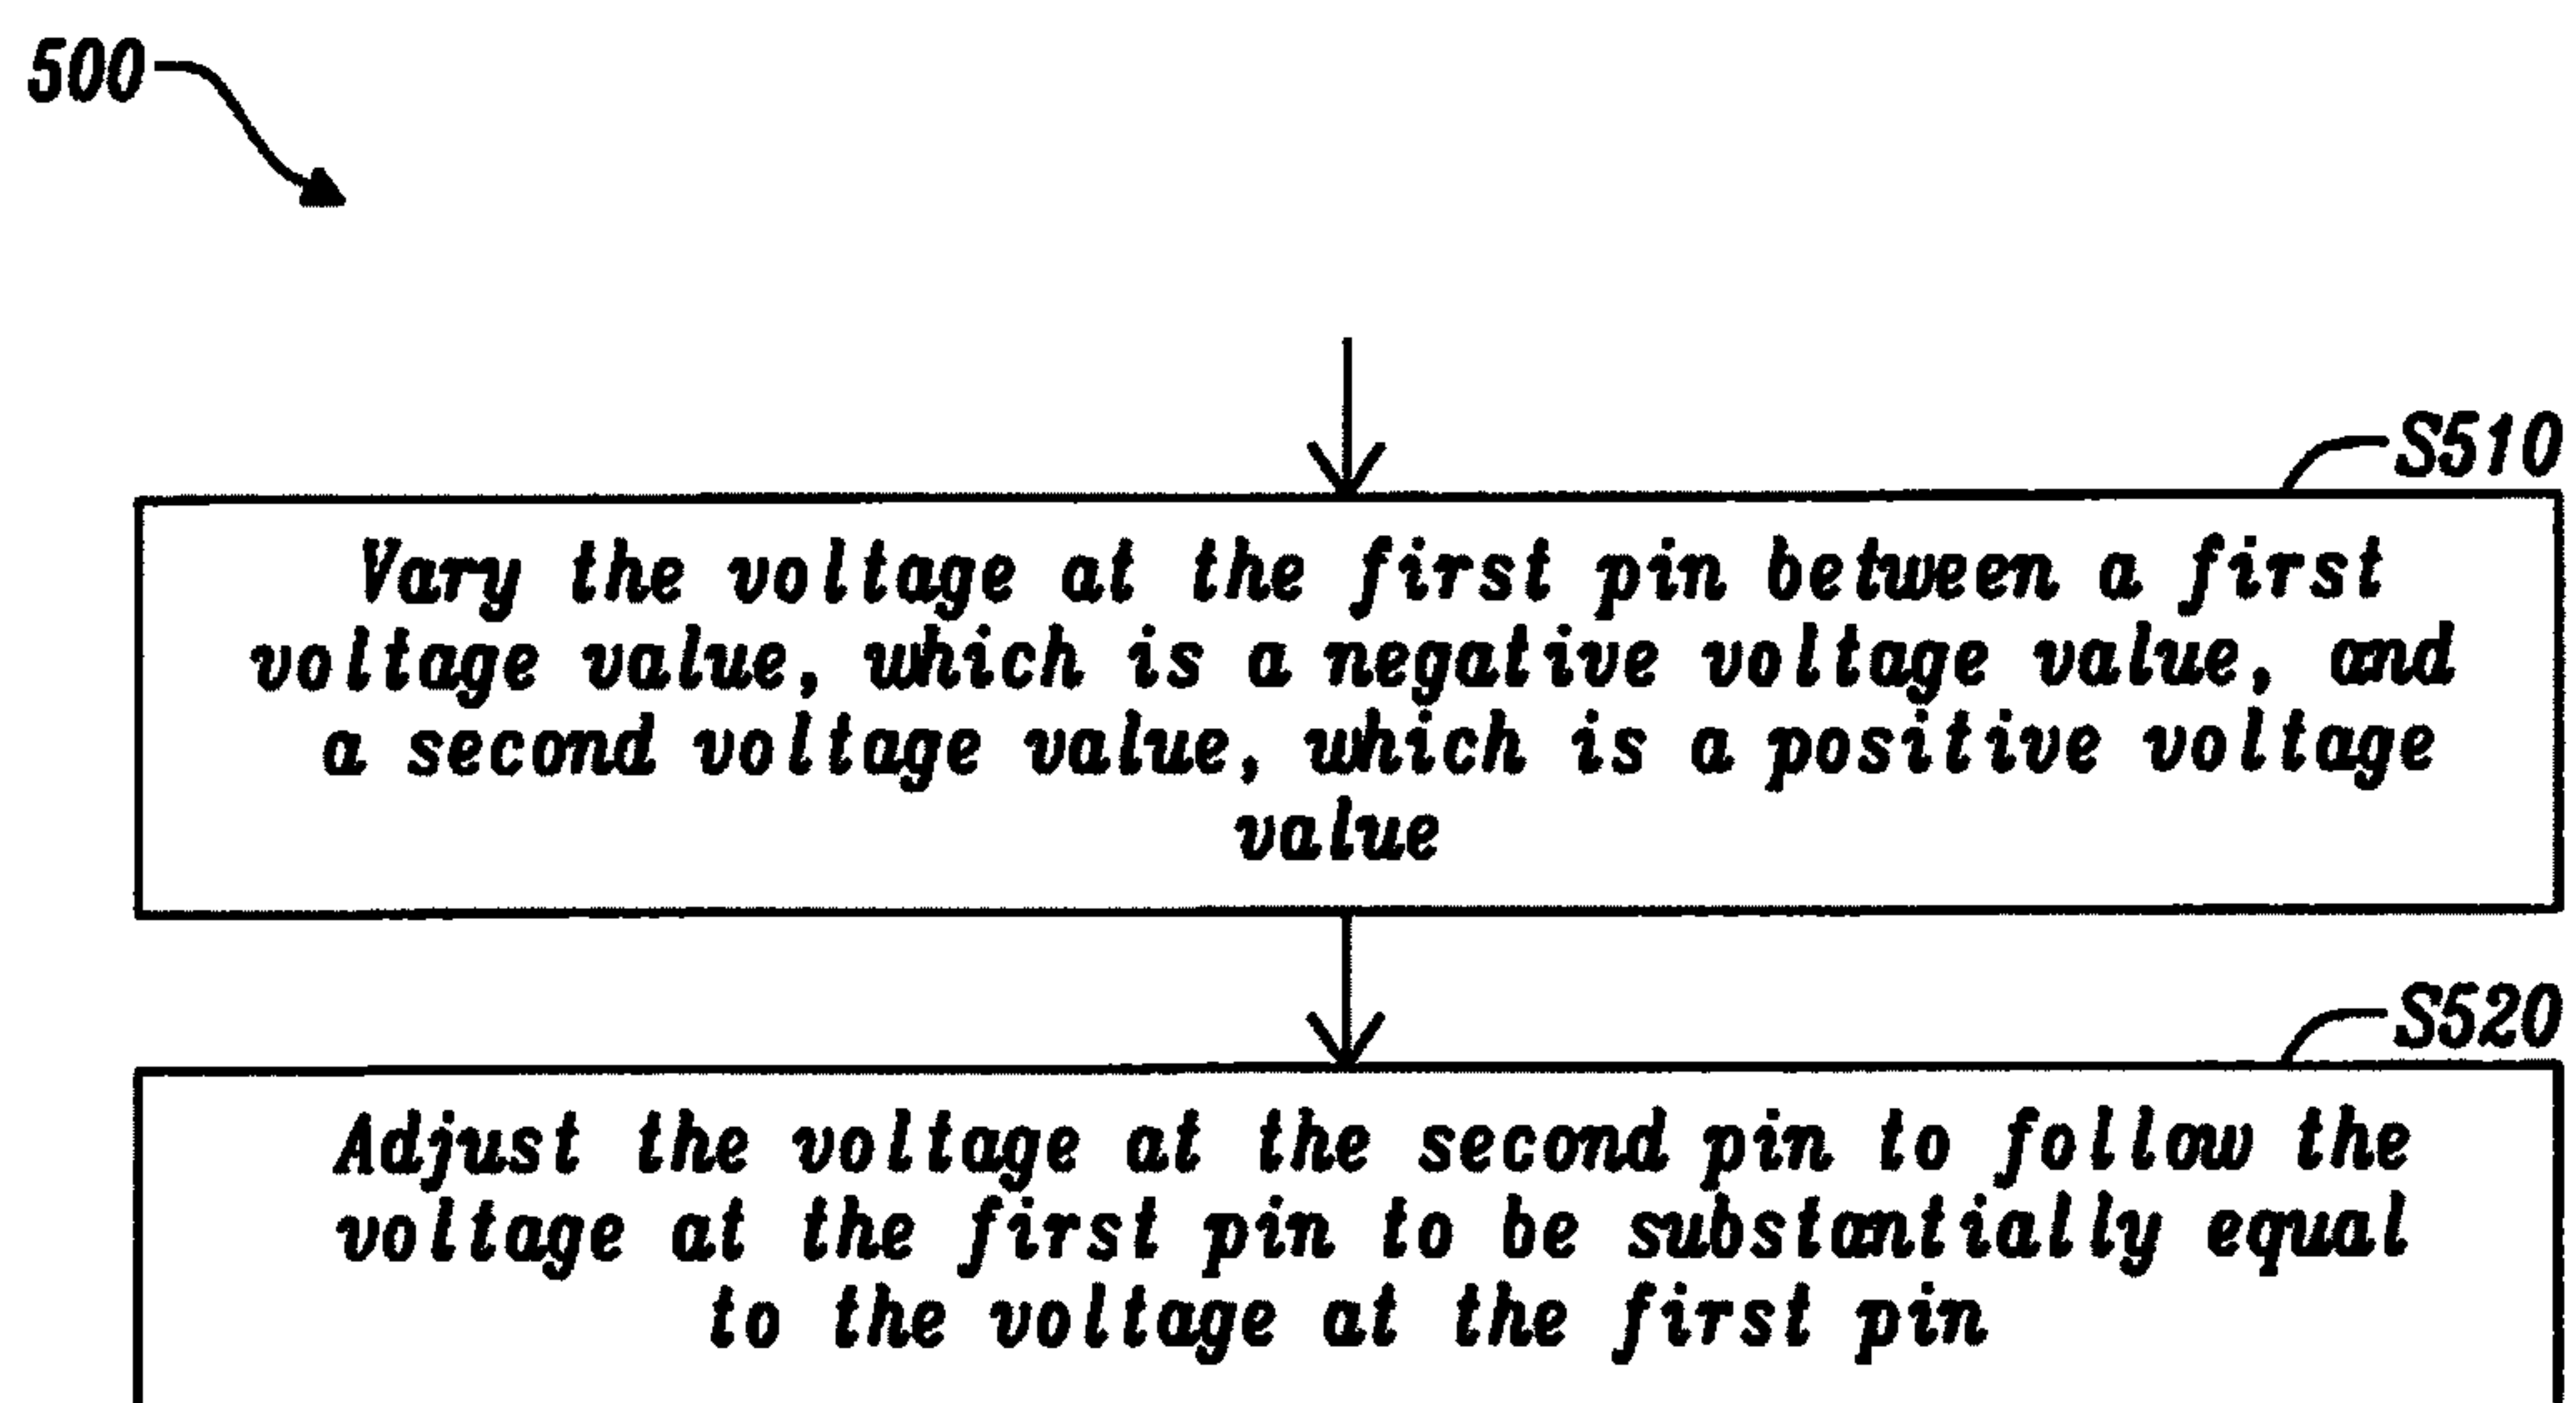 500
S510
Vary the voltage at the first pin between a first
voltage value, which is a negative voltage value, and
a second voltage value, which is a positive voltage
value
S520
Adjust the voltage at the second pin to follow the
voltage at the first pin to be substantially equal
to the voltage at the first pin